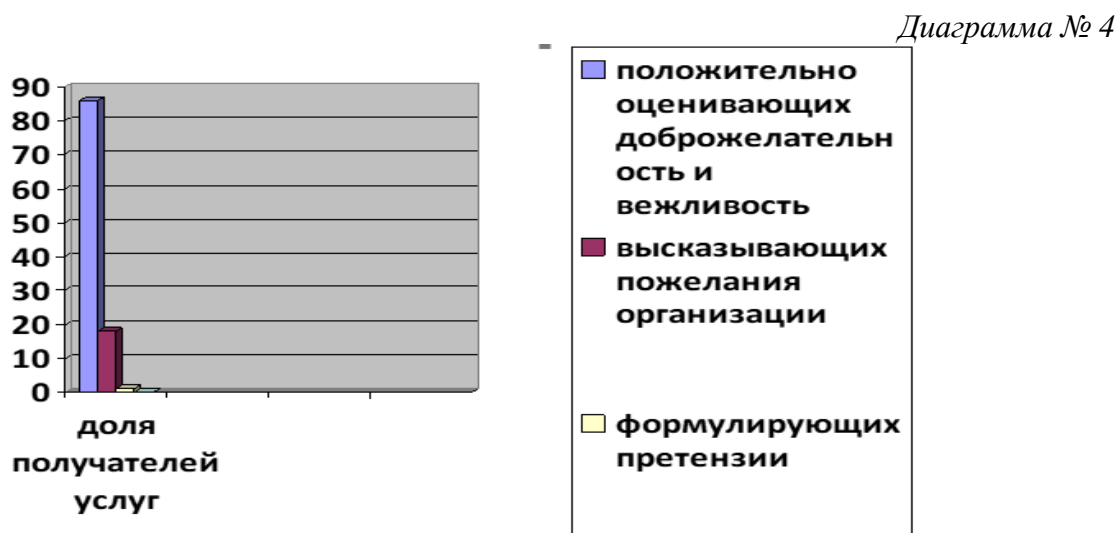 Диаграмма № 4
90
80
70
60
50
40
30
20
10
0
доля
получателей
услуг
положительно
оценивающих
доброжелательн
ость и
вежливость
высказывающих
пожелания
организации
формулирующих
претензии